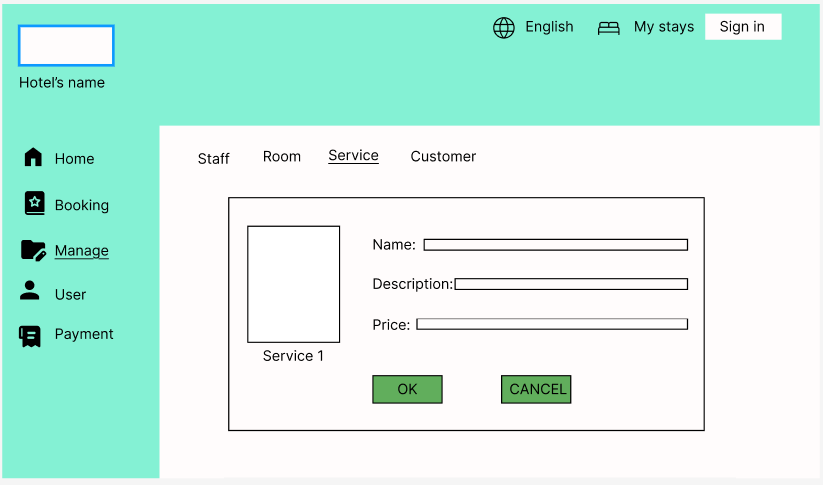 English My stays Sign in
Hotel's name
Home
Booking
Manage
User
Payment
Staff Room Service Customer
Name:
Description:
Price:
Service 1
OK CANCEL